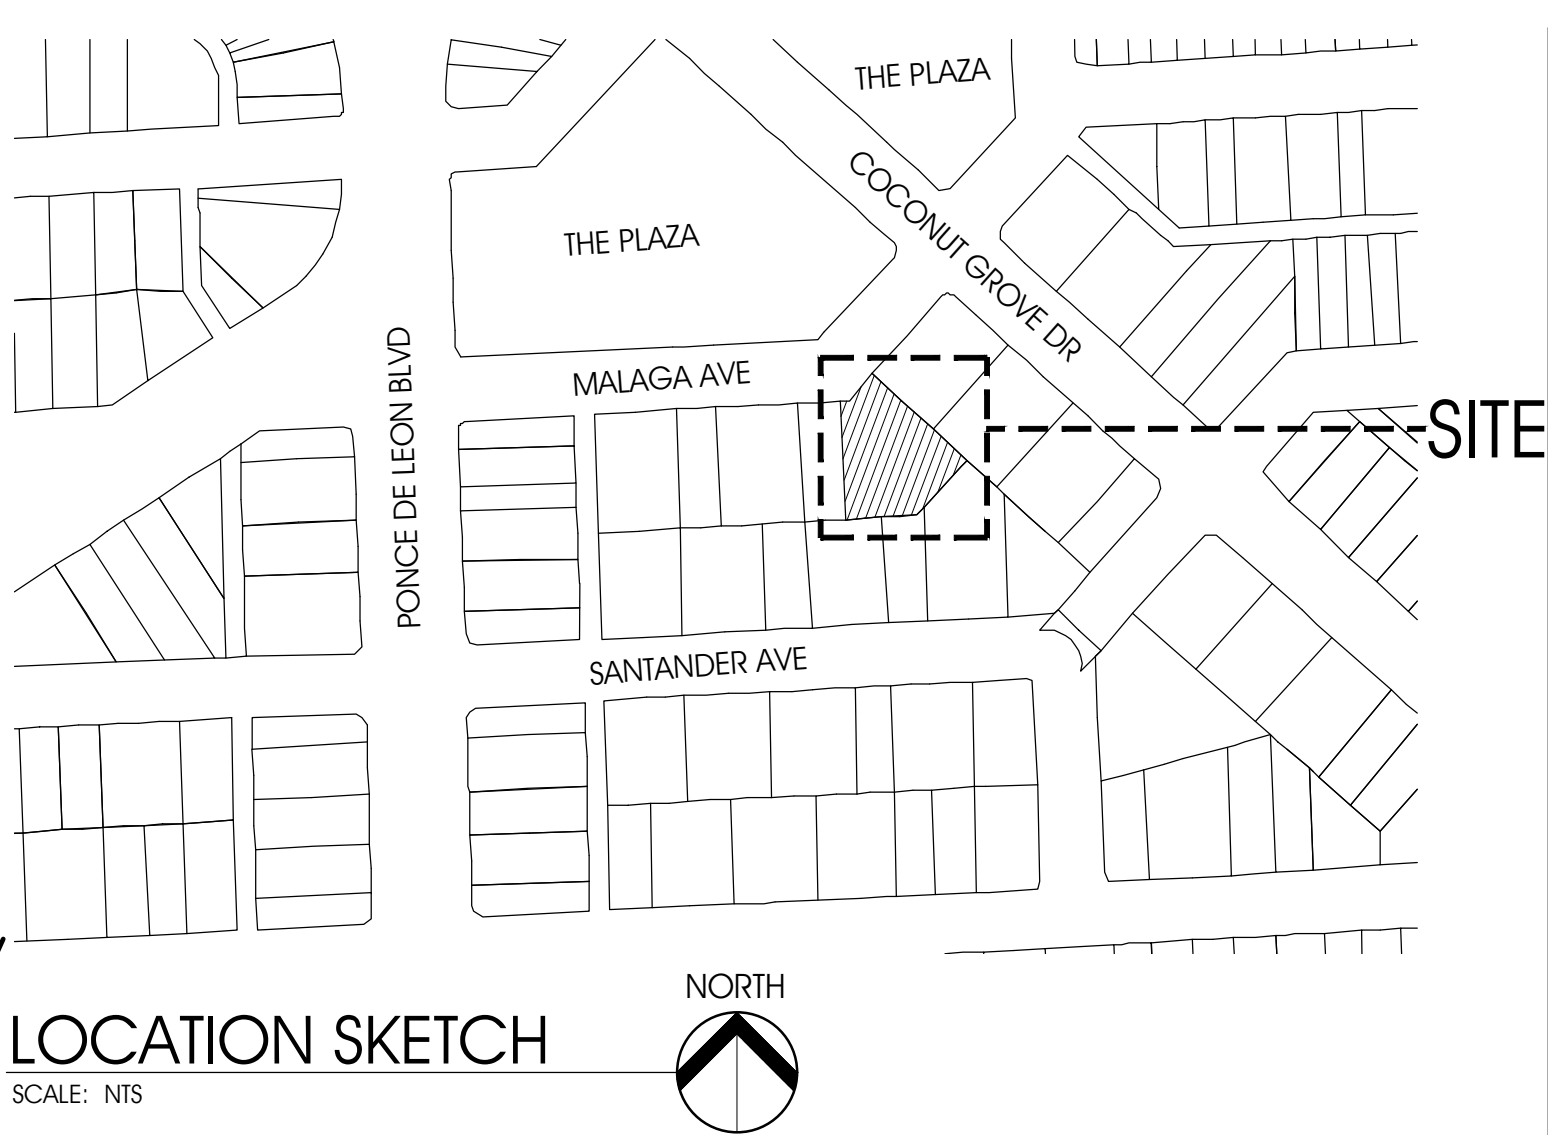 THE PLAZA
COCONUT GROVE DR
THE PLAZA
PONCE DE LEON BLVD
MALAGA AVE
SITE
SANTANDER AVE
NORTH
LOCATION SKETCH
SCALE: NTS